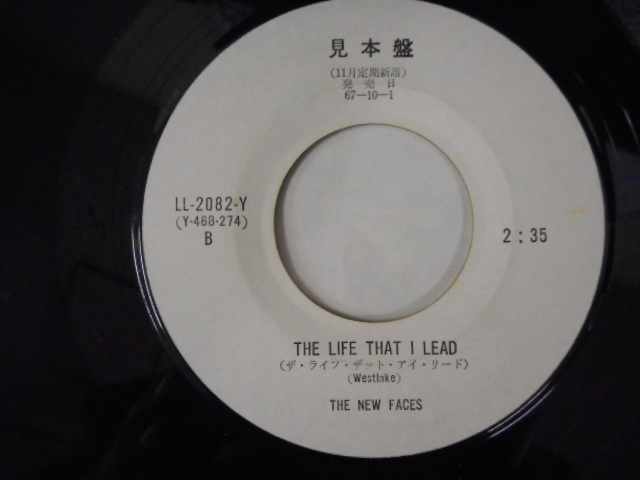 見本盤
(11月定期新譜)
発売日
67-10-1
LL-2082-Y
(Y-468-274)
B
2:35
THE LIFE THAT I LEAD
(ザ・ライフ・ザット・アイ・リード)
(Westlake)
THE NEW FACES